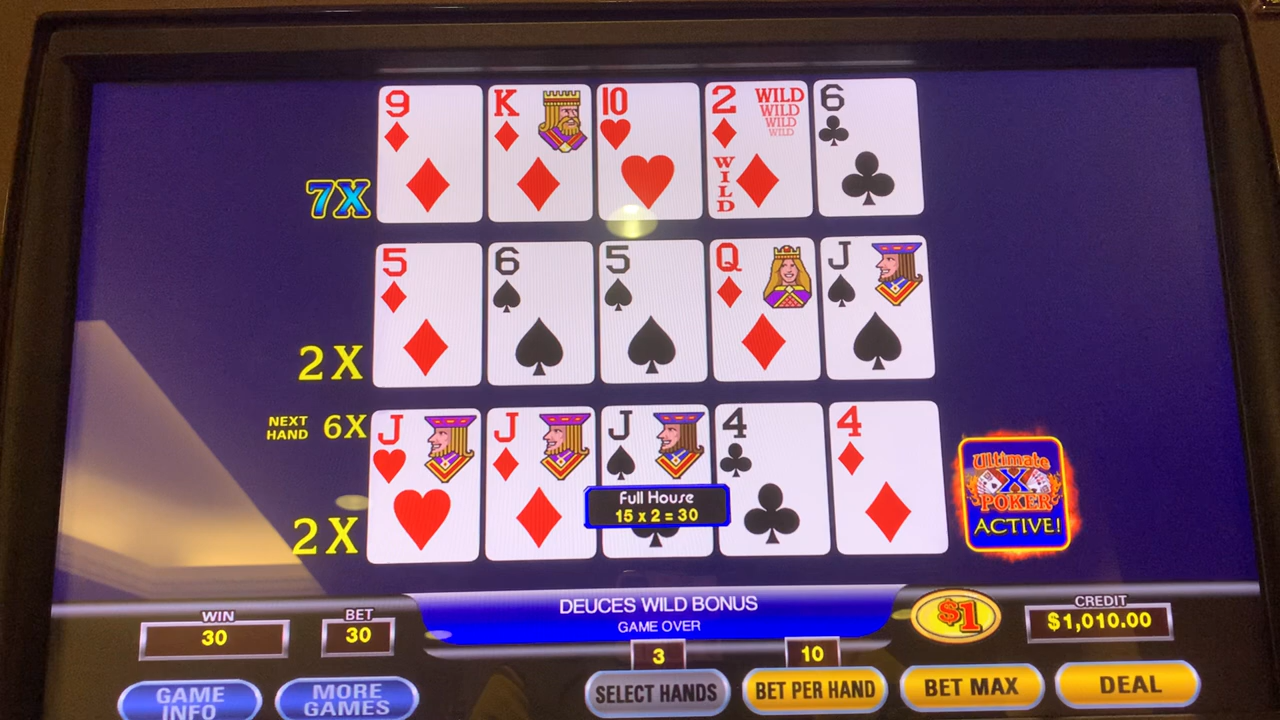 9 K 10 2 WILD 6
WILD
WILD
WILD
WILD
7X
5 6 5 Q J
2X
NEXT HAND 6X
J J J 4 4
Full House
15 x 2 = 30
2X
Ultimate
X
POKER
ACTIVE!
DEUCES WILD BONUS
GAME OVER
WIN
30
BET
30
$1
CREDIT
$1,010.00
3
10
GAME INFO
MORE GAMES
SELECT HANDS
BET PER HAND
BET MAX
DEAL